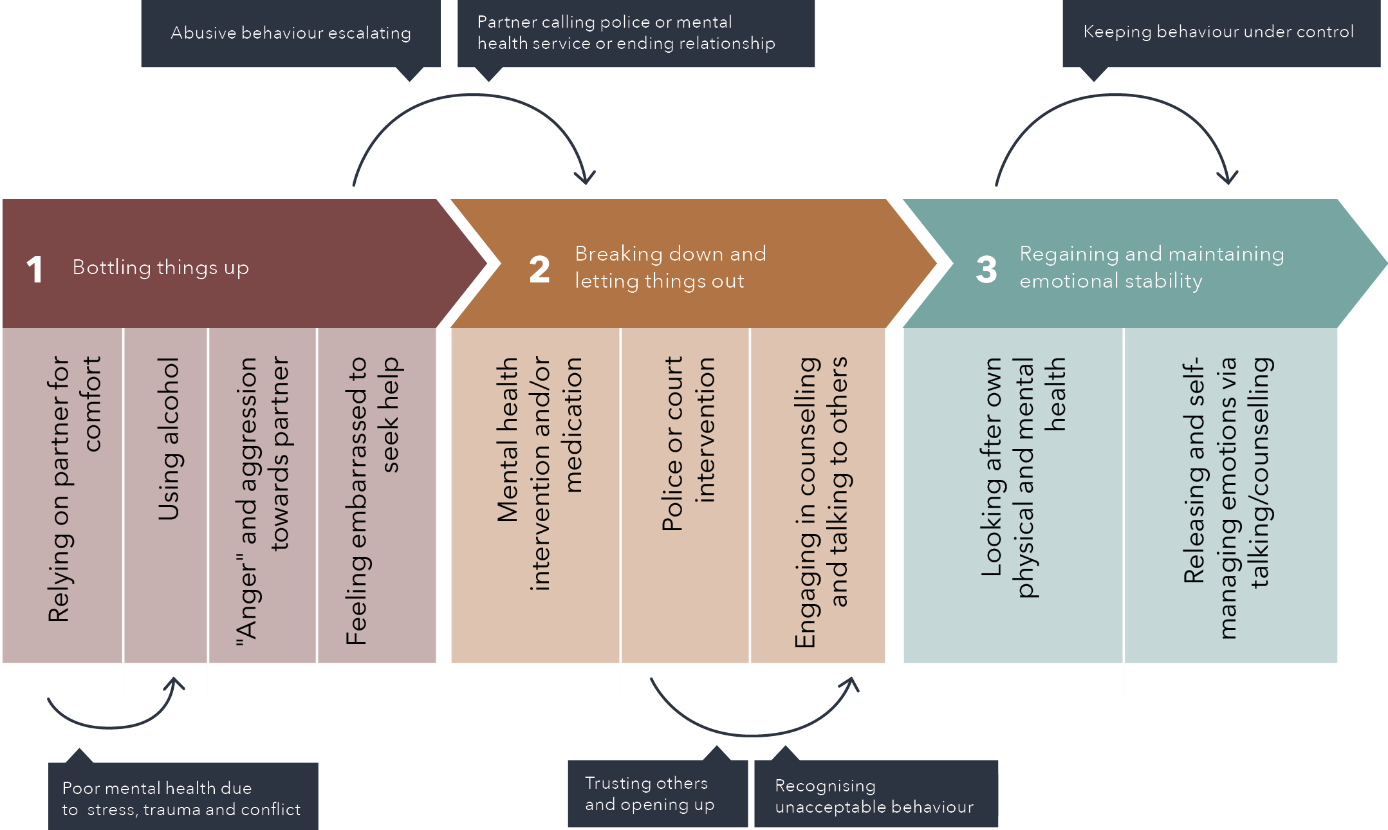 Abusive behaviour escalating
Partner calling police or mental
health service or ending relationship
Keeping behaviour under control
1 Bottling things up
2 Breaking down and
letting things out
3 Regaining and maintaining
emotional stability
Relying on partner for
comfort
Using alcohol
"Anger" and aggression
towards partner
Feeling embarrassed to
seek help
Mental health
intervention and/or
medication
Police or court
intervention
Engaging in counselling
and talking to others
Looking after own
physical and mental
health
Releasing and self-
managing emotions via
talking/counselling
Poor mental health due
to stress, trauma and conflict
Trusting others
and opening up
Recognising
unacceptable behaviour